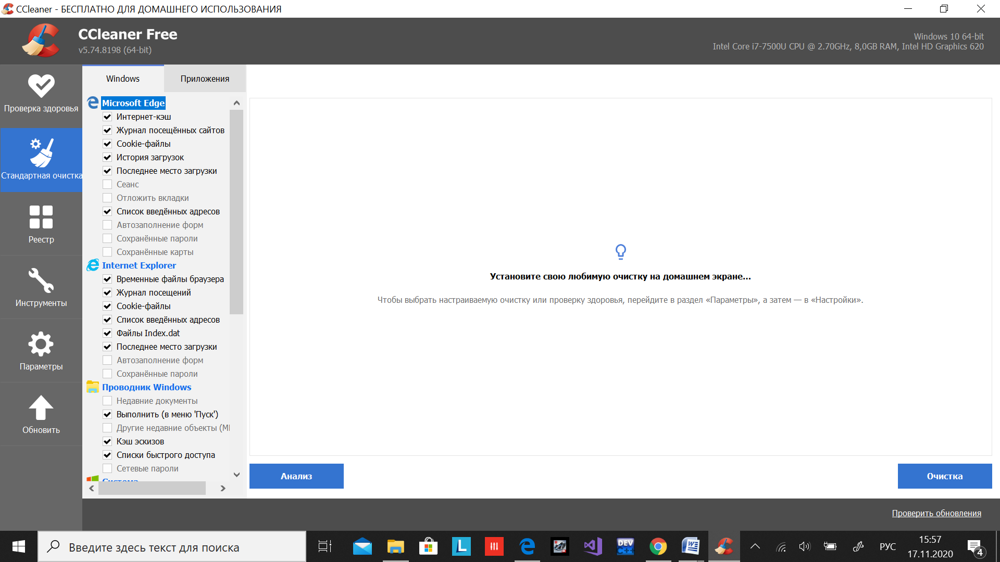 CCleaner - БЕСПЛАТНО ДЛЯ ДОМАШНЕГО ИСПОЛЬЗОВАНИЯ
CCleaner Free
v5.74.8198 (64-bit)
Windows 10 64-bit
Intel Core i7-7500U CPU @ 2.70GHz, 8,0GB RAM, Intel HD Graphics 620
Проверка здоровья
Стандартная очистка
Реестр
Инструменты
Параметры
Обновить
Windows
Приложения
Microsoft Edge
Интернет-кэш
Журнал посещённых сайтов
Cookie-файлы
История загрузок
Последнее место загрузки
Сеанс
Отложить вкладки
Список введённых адресов
Автозаполнение форм
Сохранённые пароли
Сохранённые карты
Internet Explorer
Временные файлы браузера
Журнал посещений
Cookie-файлы
Список введённых адресов
Файлы Index.dat
Последнее место загрузки
Автозаполнение форм
Сохранённые пароли
Проводник Windows
Недавние документы
Выполнить (в меню 'Пуск')
Другие недавние объекты
Кэш эскизов
Списки быстрого доступа
Сетевые пароли
Система
Установите свою любимую очистку на домашнем экране...
Чтобы выбрать настраиваемую очистку или проверку здоровья, перейдите в раздел «Параметры», а затем — в «Настройки».
Анализ
Очистка
Проверить обновления
Введите здесь текст для поиска
L
DEV
C++
W
РУС
15:57
17.11.2020
4